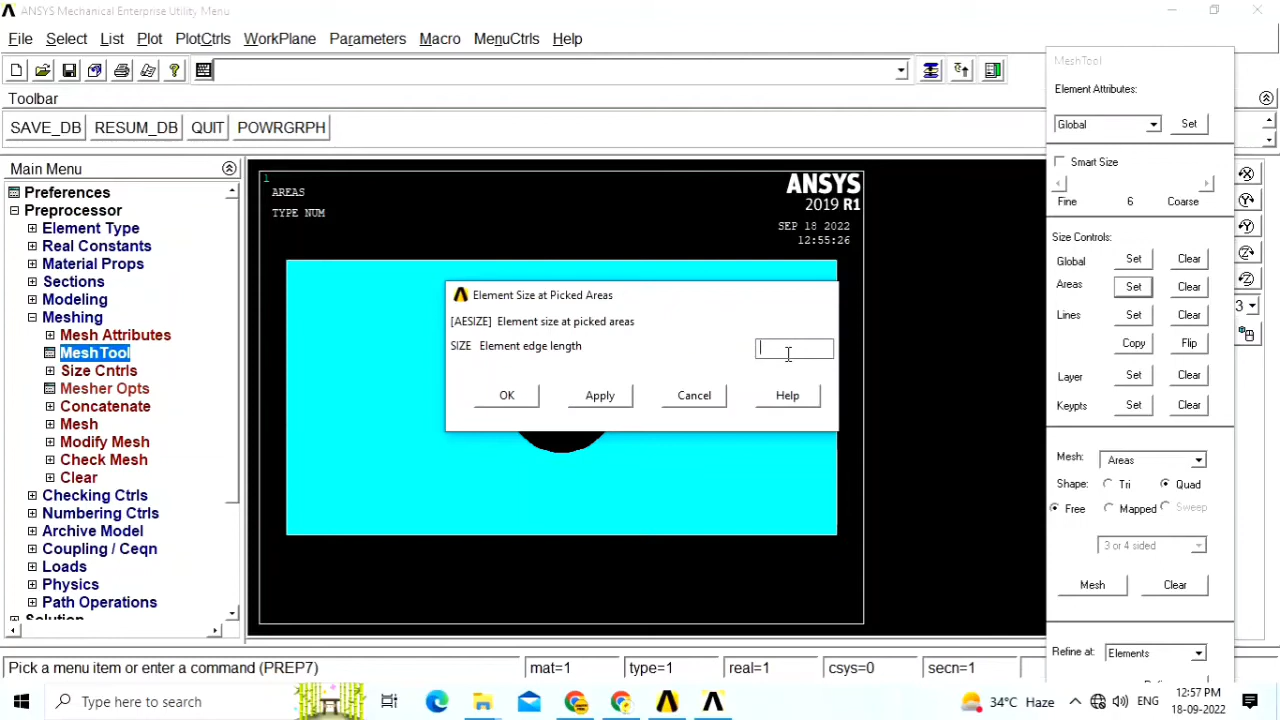 ANSYS Mechanical Enterprise Utility Menu
File Select List Plot PlotCtrls WorkPlane Parameters Macro MenuCtrls Help
Toolbar
SAVE_DB RESUM_DB QUIT POWRGRPH
Main Menu
Preferences
Preprocessor
Element Type
Real Constants
Material Props
Sections
Modeling
Meshing
Mesh Attributes
MeshTool
Size Cntrls
Mesher Opts
Concatenate
Mesh
Modify Mesh
Check Mesh
Clear
Checking Ctrls
Numbering Ctrls
Archive Model
Coupling / Ceqn
Loads
Physics
Path Operations
Solution
1
AREAS
TYPE NUM
ANSYS
2019 R1
SEP 18 2022
12:55:26
Element Size at Picked Areas
[AESIZE] Element size at picked areas
SIZE Element edge length
OK Apply Cancel Help
MeshTool
Element Attributes:
Global Set
Smart Size
Fine 6 Coarse
Size Controls:
Global Set Clear
Areas Set Clear
Lines Set Clear
Copy Flip
Layer Set Clear
Keypts Set Clear
Mesh: Areas
Shape: Tri Quad
Free Mapped Sweep
3 or 4 sided
Mesh Clear
Refine at: Elements
3
Pick a menu item or enter a command (PREP7) mat=1 type=1 real=1 csys=0 secn=1
Type here to search
34°C Haze
ENG
12:57 PM
18-09-2022